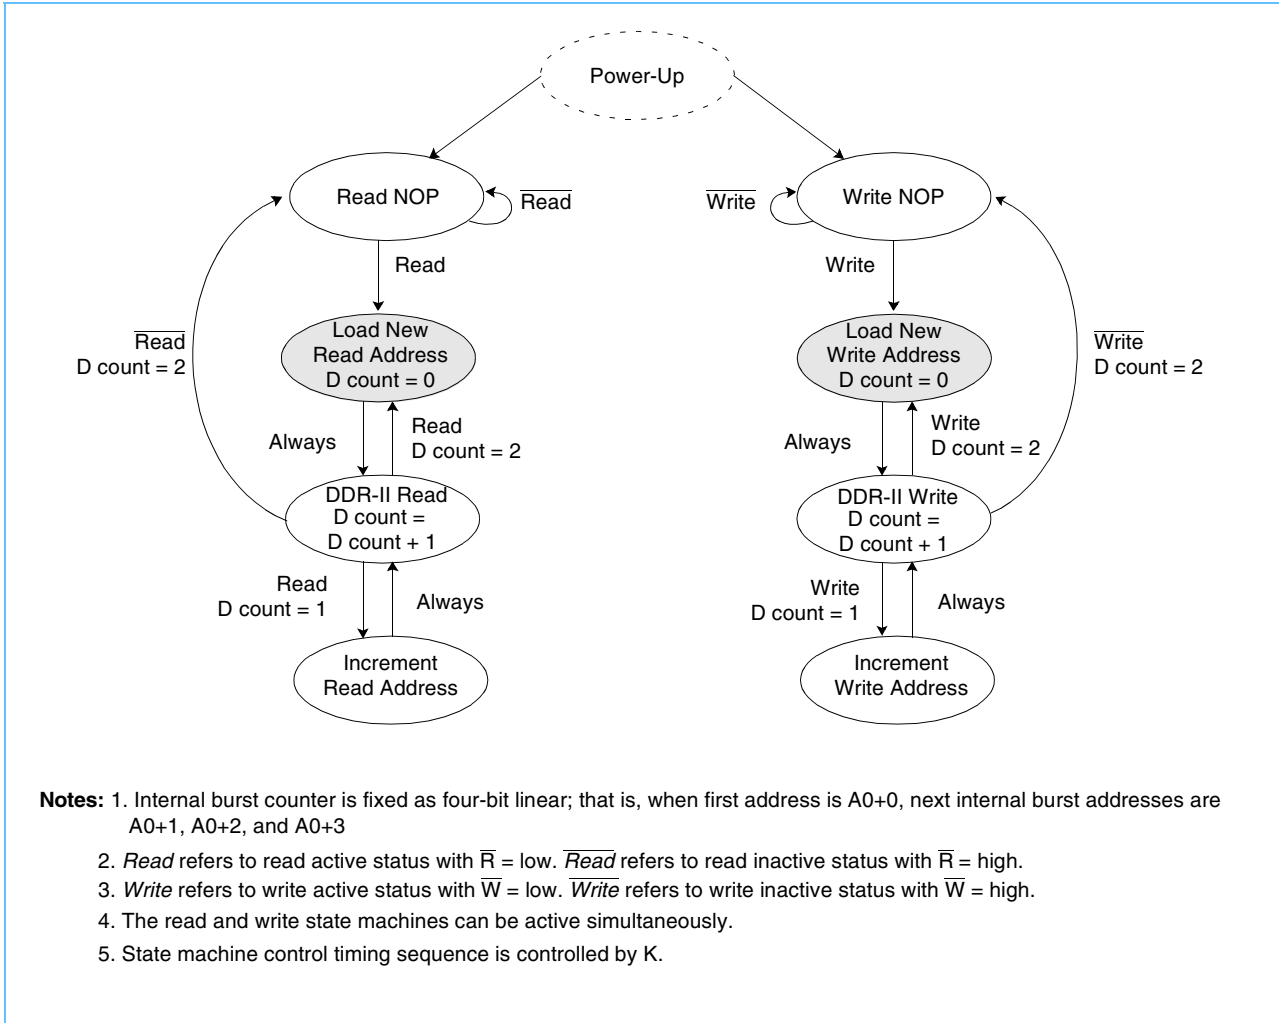 Power-Up
Read NOP
R̅e̅a̅d̅
W̅r̅i̅t̅e̅
Write NOP
Read
Write
Load New
Read Address
D count = 0
Load New
Write Address
D count = 0
R̅e̅a̅d̅
D count = 2
W̅r̅i̅t̅e̅
D count = 2
Always
Read
D count = 2
Always
Write
D count = 2
DDR-II Read
D count =
D count + 1
DDR-II Write
D count =
D count + 1
Read
D count = 1
Always
Write
D count = 1
Always
Increment
Read Address
Increment
Write Address
Notes: 1. Internal burst counter is fixed as four-bit linear; that is, when first address is A0+0, next internal burst addresses are
A0+1, A0+2, and A0+3
2. Read refers to read active status with R̅ = low. R̅e̅a̅d̅ refers to read inactive status with R̅ = high.
3. Write refers to write active status with W̅ = low. W̅r̅i̅t̅e̅ refers to write inactive status with W̅ = high.
4. The read and write state machines can be active simultaneously.
5. State machine control timing sequence is controlled by K.